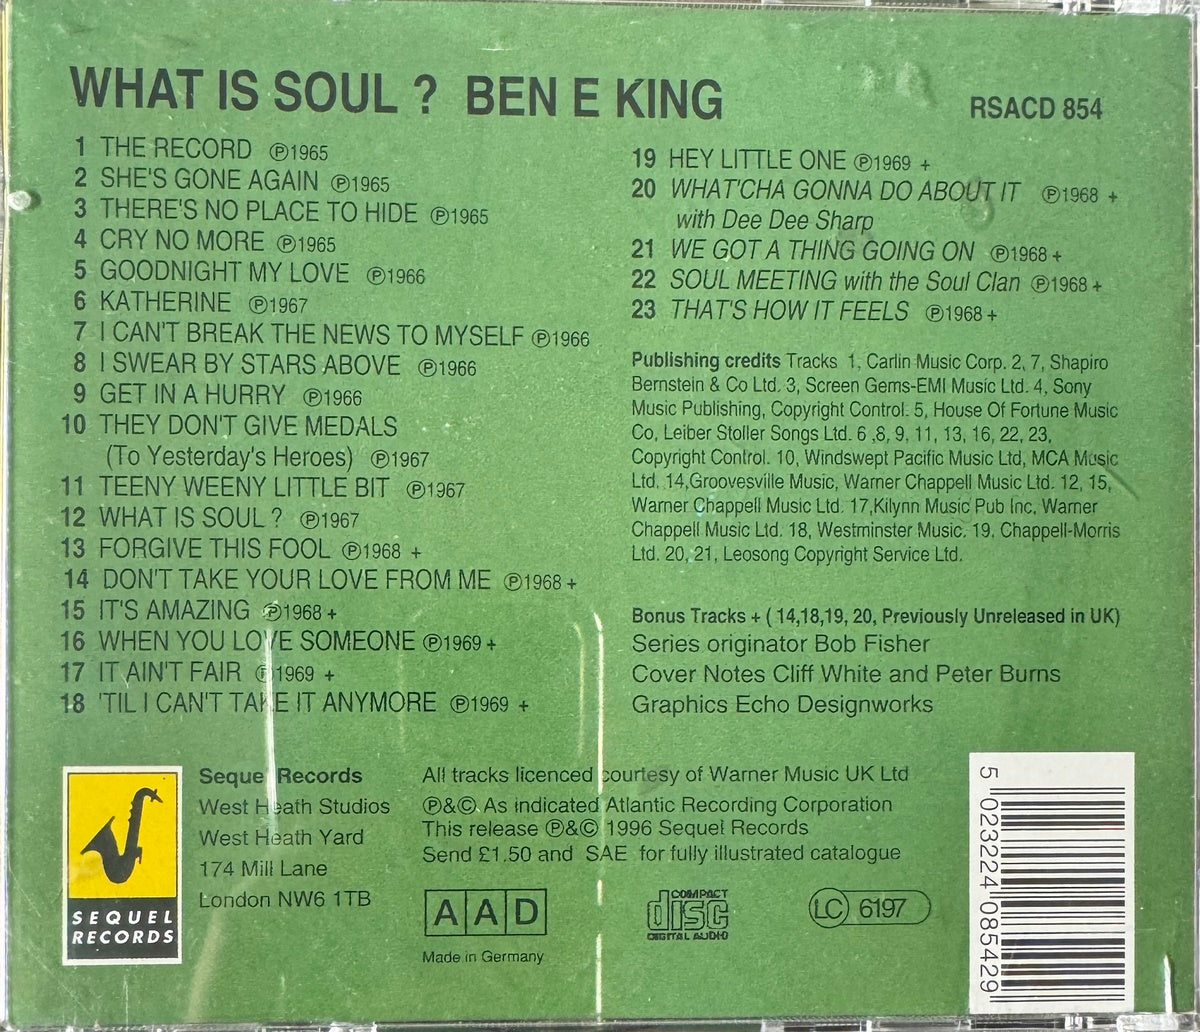 WHAT IS SOUL ? BEN E KING
RSACD 854
1 THE RECORD ℗1965
2 SHE'S GONE AGAIN ℗1965
3 THERE'S NO PLACE TO HIDE ℗1965
4 CRY NO MORE ℗1965
5 GOODNIGHT MY LOVE ℗1966
6 KATHERINE ℗1967
7 I CAN'T BREAK THE NEWS TO MYSELF ℗1966
8 I SWEAR BY STARS ABOVE ℗1966
9 GET IN A HURRY ℗1966
10 THEY DON'T GIVE MEDALS
(To Yesterday's Heroes) ℗1967
11 TEENY WEENY LITTLE BIT ℗1967
12 WHAT IS SOUL ? ℗1967
13 FORGIVE THIS FOOL ℗1968 +
14 DON'T TAKE YOUR LOVE FROM ME ℗1968 +
15 IT'S AMAZING ℗1968 +
16 WHEN YOU LOVE SOMEONE ℗1969 +
17 IT AIN'T FAIR ℗1969 +
18 'TIL I CAN'T TAKE IT ANYMORE ℗1969 +
19 HEY LITTLE ONE ℗1969 +
20 WHAT'CHA GONNA DO ABOUT IT ℗1968 +
with Dee Dee Sharp
21 WE GOT A THING GOING ON ℗1968 +
22 SOUL MEETING with the Soul Clan ℗1968 +
23 THAT'S HOW IT FEELS ℗1968 +
Publishing credits Tracks 1, Carlin Music Corp. 2, 7, Shapiro
Bernstein & Co Ltd. 3, Screen Gems-EMI Music Ltd. 4, Sony
Music Publishing, Copyright Control. 5, House Of Fortune Music
Co, Leiber Stoller Songs Ltd. 6 ,8, 9, 11, 13, 16, 22, 23,
Copyright Control. 10, Windswept Pacific Music Ltd, MCA Music
Ltd, 14,Groovesville Music, Warner Chappell Music Ltd. 12, 15,
Warner Chappell Music Ltd. 17,Kilynn Music Pub Inc, Warner
Chappell Music Ltd. 18, Westminster Music. 19, Chappell-Morris
Ltd. 20, 21, Leosong Copyright Service Ltd.
Bonus Tracks + ( 14,18,19, 20, Previously Unreleased in UK)
Series originator Bob Fisher
Cover Notes Cliff White and Peter Burns
Graphics Echo Designworks
SEQUEL
RECORDS
Sequel Records
West Heath Studios
West Heath Yard
174 Mill Lane
London NW6 1TB
All tracks licenced courtesy of Warner Music UK Ltd
℗&© As indicated Atlantic Recording Corporation
This release ℗&© 1996 Sequel Records
Send £1.50 and SAE for fully illustrated catalogue
AAD
Made in Germany
COMPACT
disc
DIGITAL AUDIO
LC 6197
5 023224 085429